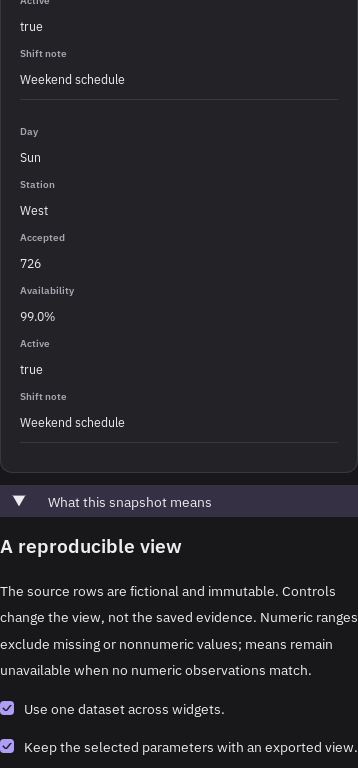 Active
true
Shift note
Weekend schedule
Day
Sun
Station
West
Accepted
726
Availability
99.0%
Active
true
Shift note
Weekend schedule
What this snapshot means
A reproducible view
The source rows are fictional and immutable. Controls
change the view, not the saved evidence. Numeric ranges
exclude missing or nonnumeric values; means remain
unavailable when no numeric observations match.
Use one dataset across widgets.
Keep the selected parameters with an exported view.